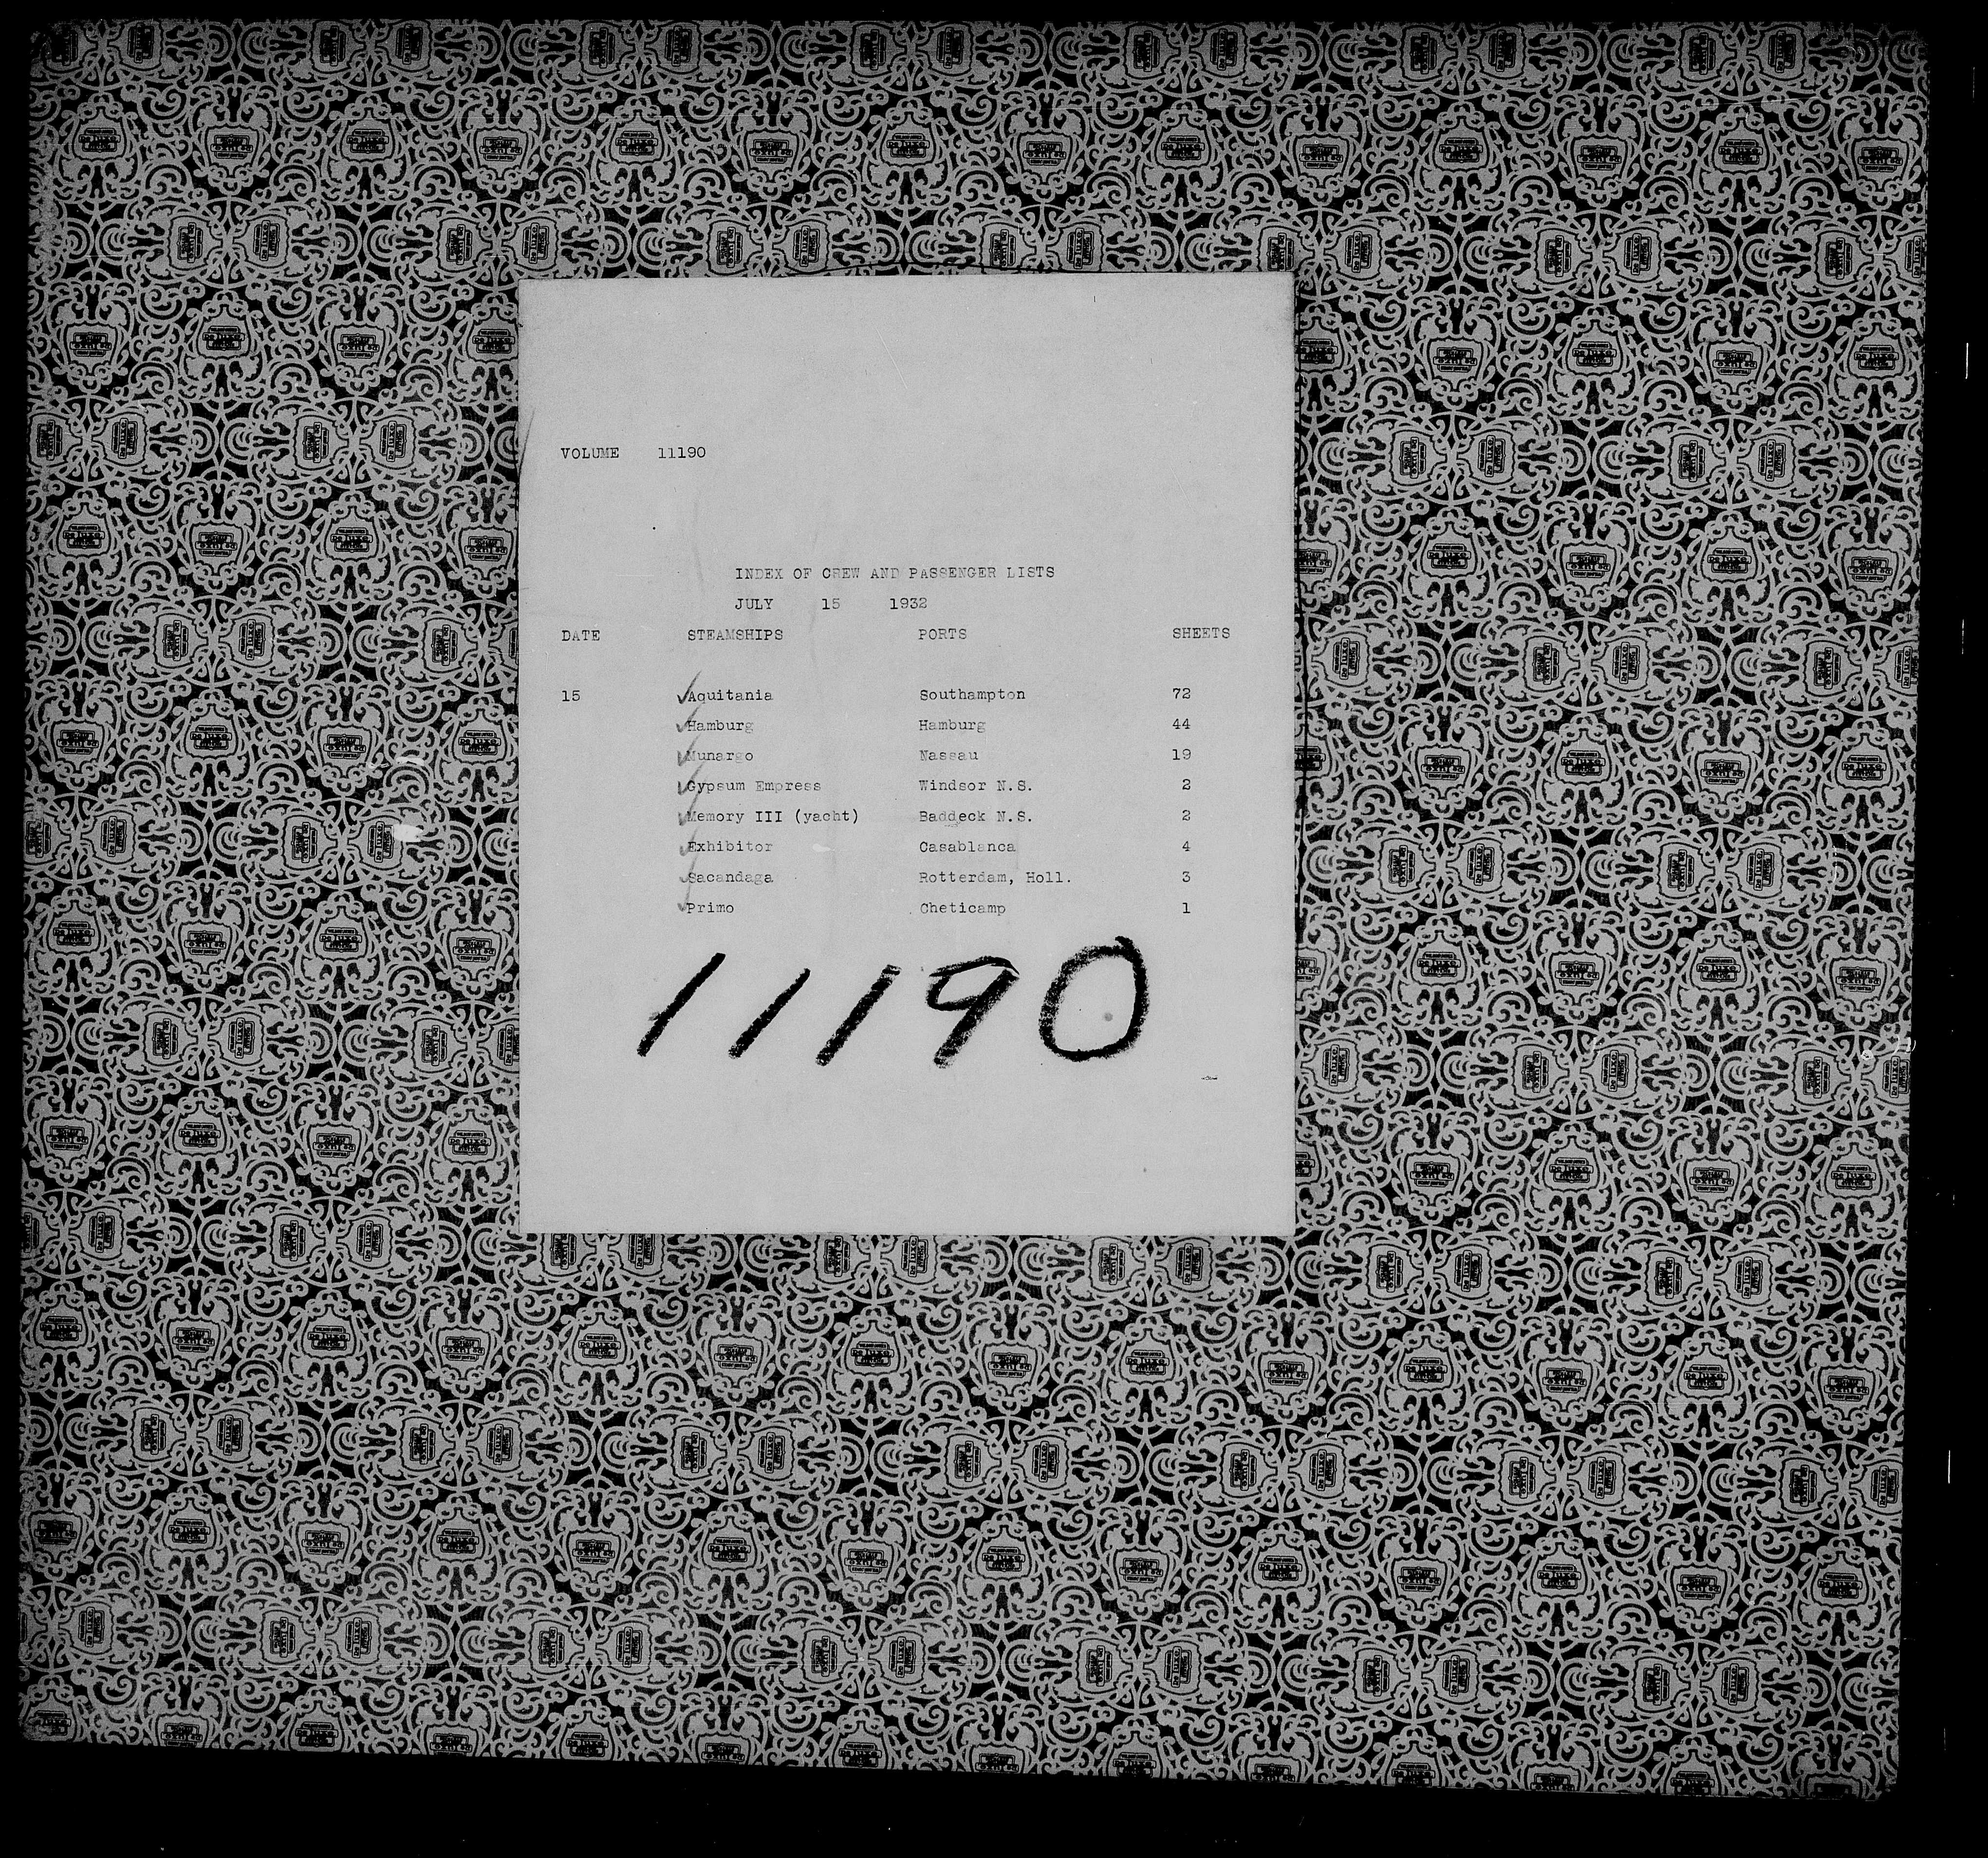 VOLUME 11190
INDEX OF CREW AND PASSENGER LISTS
JULY 15 1932
DATE STEAMSHIPS PORTS SHEETS
15 ✓Aquitania Southampton 72
✓Hamburg Hamburg 44
✓Munargo Nassau 19
✓Gypsum Empress Windsor N.S. 2
✓Memory III (yacht) Baddeck N.S. 2
✓Exhibitor Casablanca 4
✓Sacandaga Rotterdam, Holl. 3
✓Primo Cheticamp 1
11190